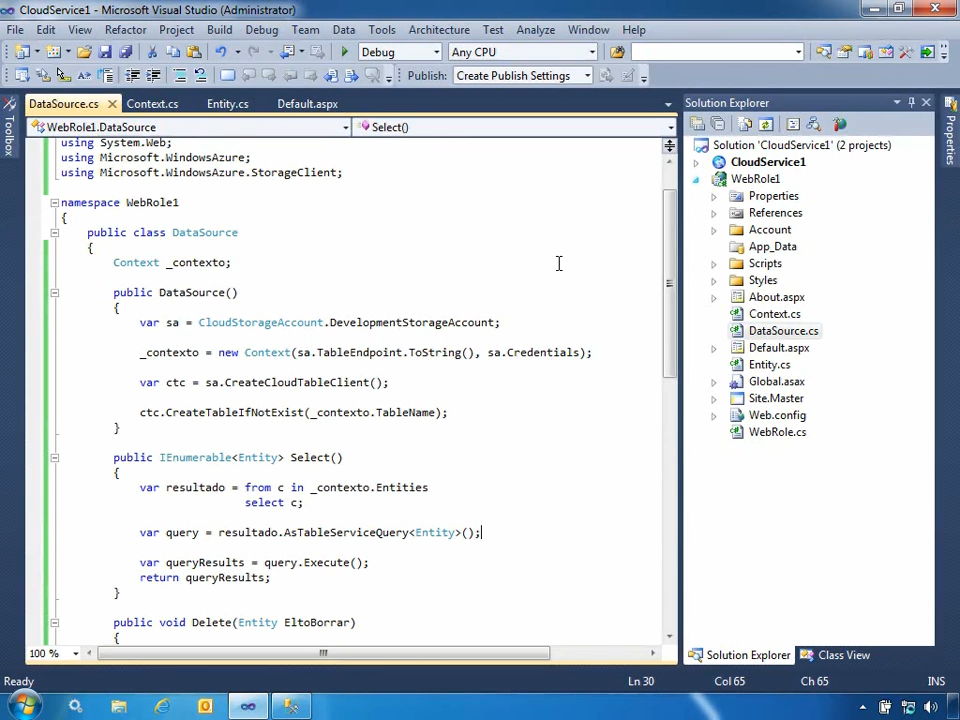 CloudService1 - Microsoft Visual Studio (Administrator)
File Edit View Refactor Project Build Debug Team Data Tools Architecture Test Analyze Window Help
Debug Any CPU
Publish: Create Publish Settings
DataSource.cs Context.cs Entity.cs Default.aspx
WebRole1.DataSource Select()
Toolbox
using System.Web;
using Microsoft.WindowsAzure;
using Microsoft.WindowsAzure.StorageClient;
namespace WebRole1
{
public class DataSource
{
Context _contexto;
public DataSource()
{
var sa = CloudStorageAccount.DevelopmentStorageAccount;
_contexto = new Context(sa.TableEndpoint.ToString(), sa.Credentials);
var ctc = sa.CreateCloudTableClient();
ctc.CreateTableIfNotExist(_contexto.TableName);
}
public IEnumerable<Entity> Select()
{
var resultado = from c in _contexto.Entities
select c;
var query = resultado.AsTableServiceQuery<Entity>();
var queryResults = query.Execute();
return queryResults;
}
public void Delete(Entity EltoBorrar)
{
100 %
Solution Explorer
Solution 'CloudService1' (2 projects)
CloudService1
WebRole1
Properties
References
Account
App_Data
Scripts
Styles
About.aspx
Context.cs
DataSource.cs
Default.aspx
Entity.cs
Global.asax
Site.Master
Web.config
WebRole.cs
Solution Explorer Class View
Properties
Ready Ln 30 Col 65 Ch 65 INS